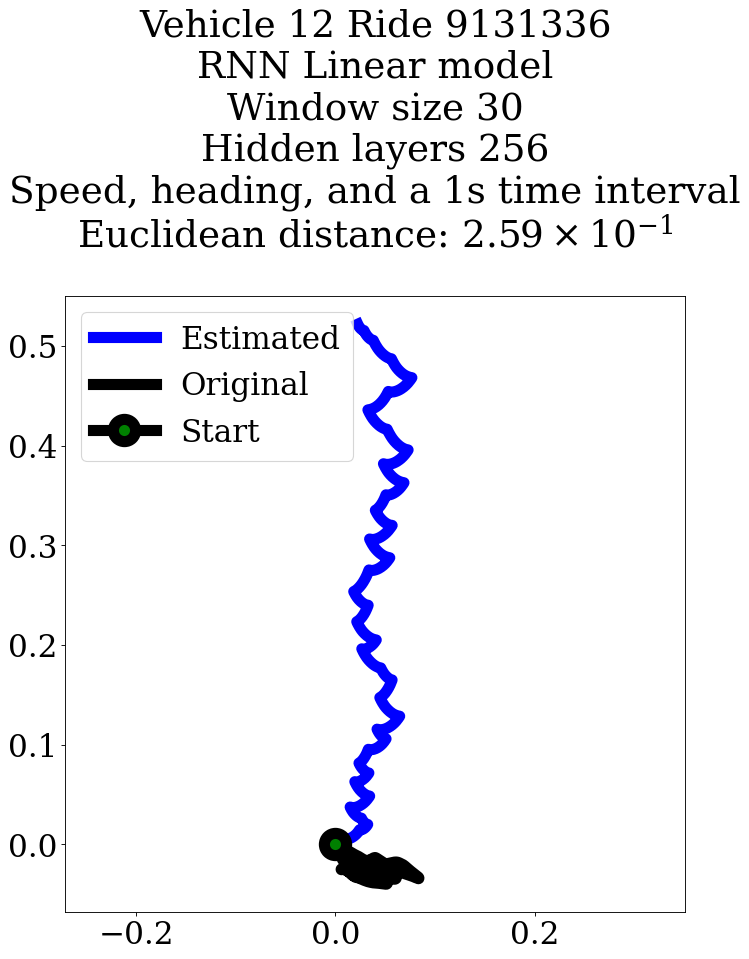 Vehicle 12 Ride 9131336
RNN Linear model
Window size 30
Hidden layers 256
Speed, heading, and a 1s time interval
Euclidean distance: 2.59 × 10⁻¹
Estimated
Original
Start
0.5
0.4
0.3
0.2
0.1
0.0
−0.2 0.0 0.2